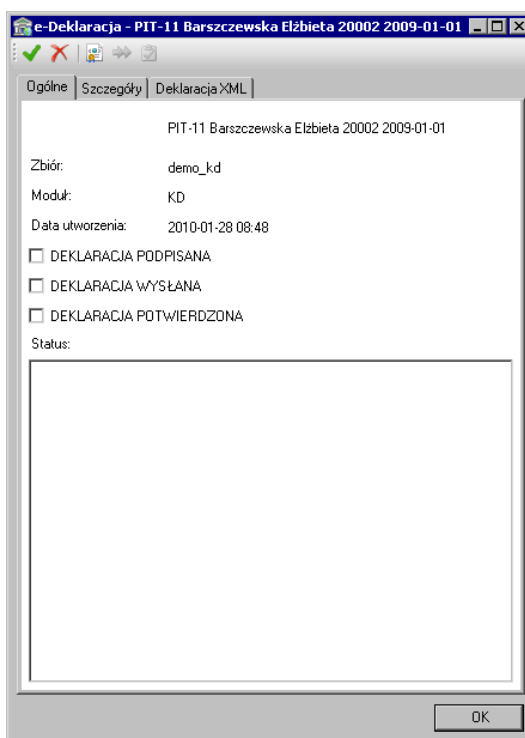 e-Deklaracja - PIT-11 Barszczewska Elżbieta 20002 2009-01-01
Ogólne Szczegóły Deklaracja XML
PIT-11 Barszczewska Elżbieta 20002 2009-01-01
Zbiór: demo_kd
Moduł: KD
Data utworzenia: 2010-01-28 08:48
DEKLARACJA PODPISANA
DEKLARACJA WYSŁANA
DEKLARACJA POTWIERDZONA
Status:
OK